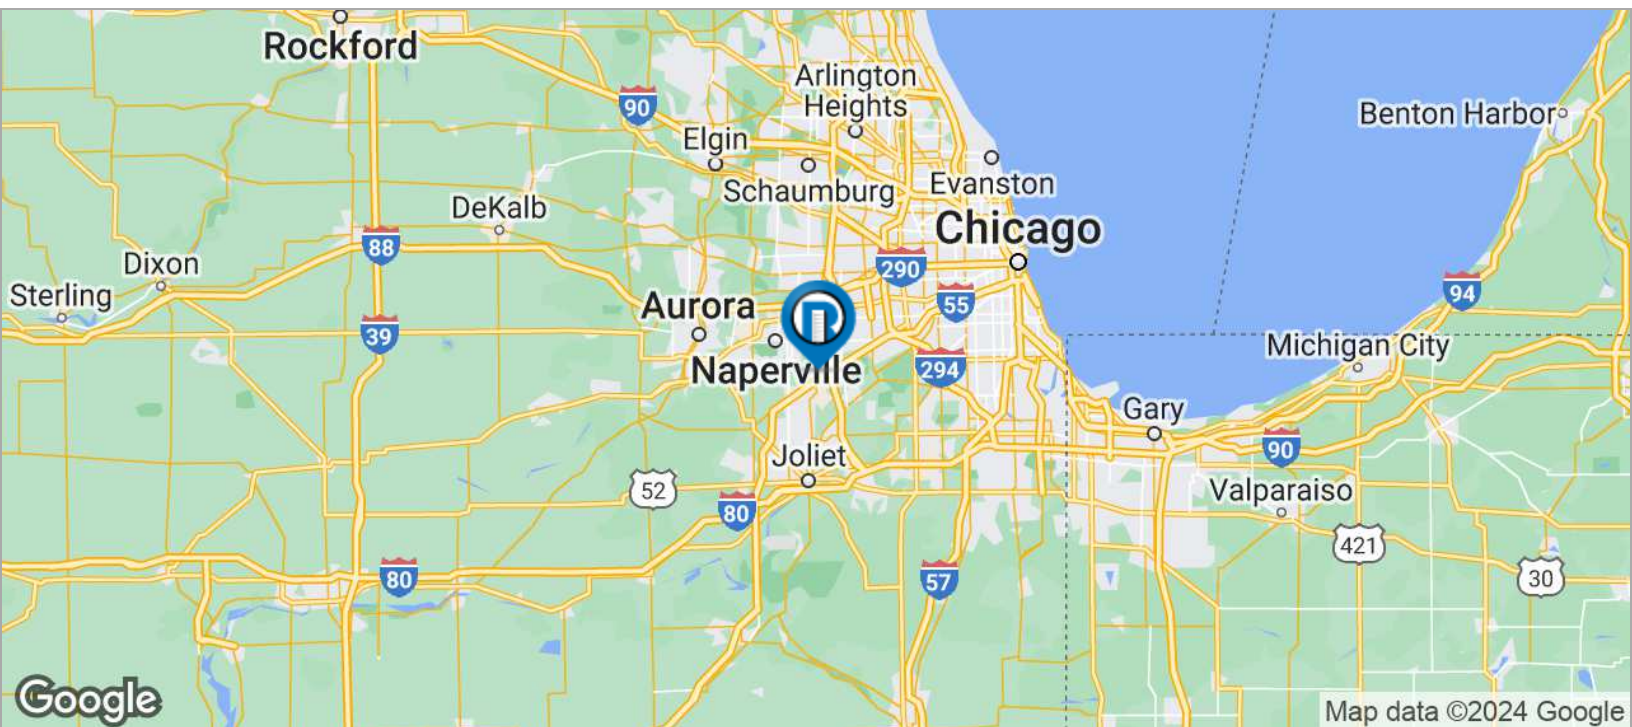 Rockford
Arlington
Heights
90
Benton Harbor
Elgin
Schaumburg
Evanston
DeKalb
Chicago
88
Dixon
290
Sterling
Aurora
55
94
39
Naperville
294
Michigan City
Gary
90
Joliet
52
Valparaiso
80
421
80
57
30
Google
Map data ©2024 Google